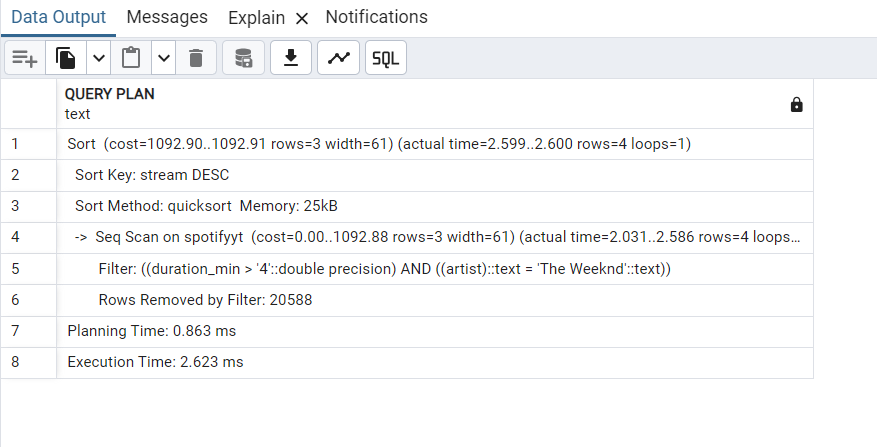 Data Output Messages Explain × Notifications
SQL
QUERY PLAN
text
1 Sort (cost=1092.90..1092.91 rows=3 width=61) (actual time=2.599..2.600 rows=4 loops=1)
2 Sort Key: stream DESC
3 Sort Method: quicksort Memory: 25kB
4 -> Seq Scan on spotifyyt (cost=0.00..1092.88 rows=3 width=61) (actual time=2.031..2.586 rows=4 loops...
5 Filter: ((duration_min > '4'::double precision) AND ((artist)::text = 'The Weeknd'::text))
6 Rows Removed by Filter: 20588
7 Planning Time: 0.863 ms
8 Execution Time: 2.623 ms